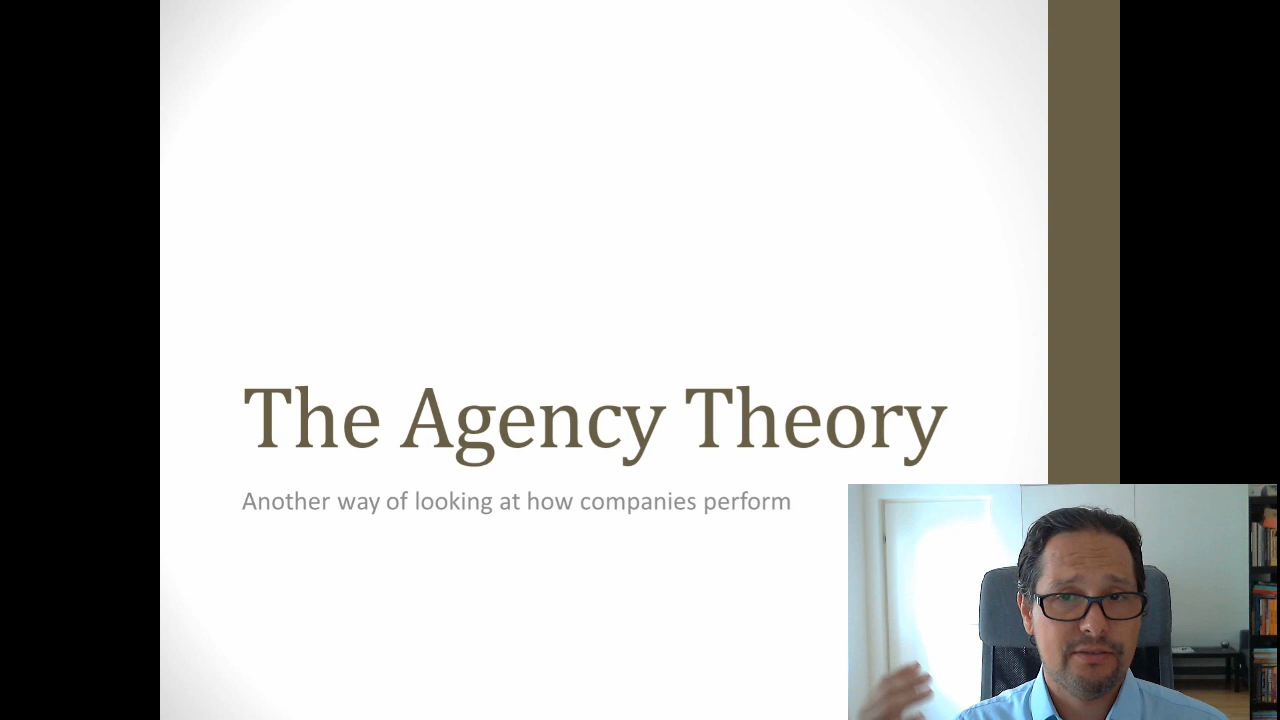 The Agency Theory
Another way of looking at how companies perform